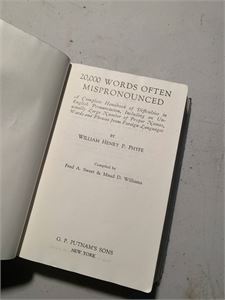 20,000 WORDS OFTEN
MISPRONOUNCED
A Complete Handbook of Difficulties in
English Pronunciation, Including an Un-
usually Large Number of Proper Names,
Words and Phrases from Foreign Languages
BY
WILLIAM HENRY P. PHYFE
Compiled by
Fred A. Sweet & Maud D. Williams
G. P. PUTNAM'S SONS
NEW YORK